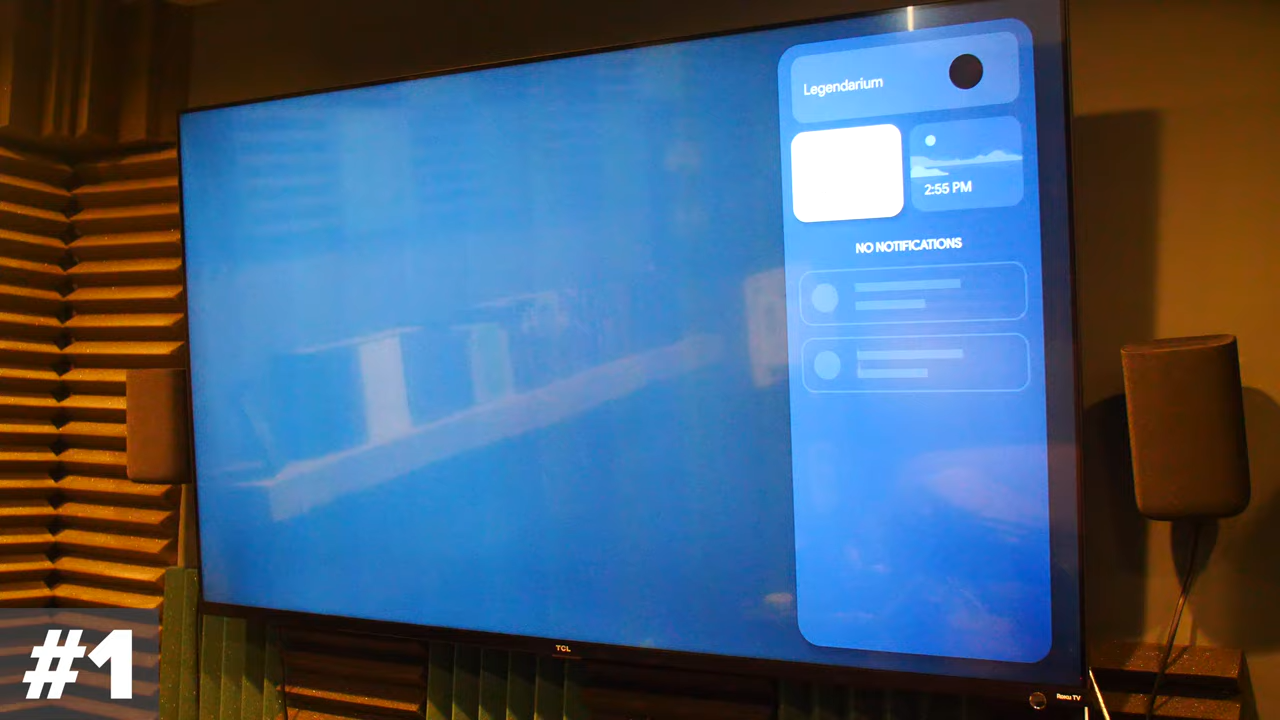 Legendarium
2:55 PM
NO NOTIFICATIONS
TCL
Roku TV
#1